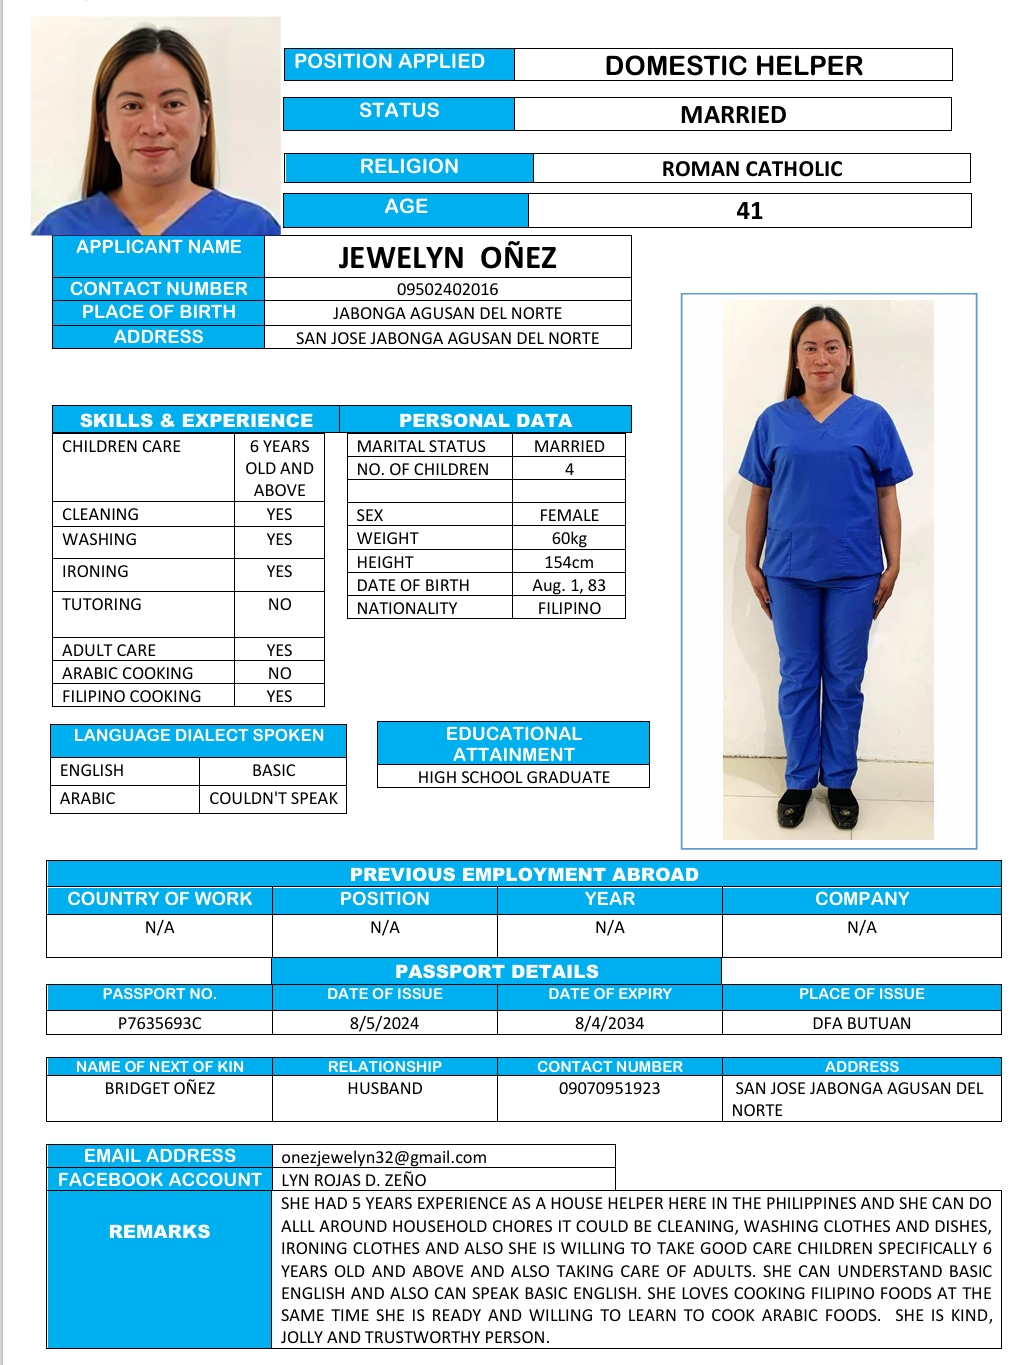 POSITION APPLIED DOMESTIC HELPER
STATUS MARRIED
RELIGION ROMAN CATHOLIC
AGE 41
APPLICANT NAME JEWELYN OÑEZ
CONTACT NUMBER 09502402016
PLACE OF BIRTH JABONGA AGUSAN DEL NORTE
ADDRESS SAN JOSE JABONGA AGUSAN DEL NORTE
SKILLS & EXPERIENCE
CHILDREN CARE 6 YEARS
OLD AND
ABOVE
CLEANING YES
WASHING YES
IRONING YES
TUTORING NO
ADULT CARE YES
ARABIC COOKING NO
FILIPINO COOKING YES
PERSONAL DATA
MARITAL STATUS MARRIED
NO. OF CHILDREN 4
SEX FEMALE
WEIGHT 60kg
HEIGHT 154cm
DATE OF BIRTH Aug. 1, 83
NATIONALITY FILIPINO
LANGUAGE DIALECT SPOKEN
ENGLISH BASIC
ARABIC COULDN'T SPEAK
EDUCATIONAL
ATTAINMENT
HIGH SCHOOL GRADUATE
PREVIOUS EMPLOYMENT ABROAD
COUNTRY OF WORK POSITION YEAR COMPANY
N/A N/A N/A N/A
PASSPORT DETAILS
PASSPORT NO. DATE OF ISSUE DATE OF EXPIRY PLACE OF ISSUE
P7635693C 8/5/2024 8/4/2034 DFA BUTUAN
NAME OF NEXT OF KIN RELATIONSHIP CONTACT NUMBER ADDRESS
BRIDGET OÑEZ HUSBAND 09070951923 SAN JOSE JABONGA AGUSAN DEL
NORTE
EMAIL ADDRESS onezjewelyn32@gmail.com
FACEBOOK ACCOUNT LYN ROJAS D. ZEÑO
REMARKS
SHE HAD 5 YEARS EXPERIENCE AS A HOUSE HELPER HERE IN THE PHILIPPINES AND SHE CAN DO
ALLL AROUND HOUSEHOLD CHORES IT COULD BE CLEANING, WASHING CLOTHES AND DISHES,
IRONING CLOTHES AND ALSO SHE IS WILLING TO TAKE GOOD CARE CHILDREN SPECIFICALLY 6
YEARS OLD AND ABOVE AND ALSO TAKING CARE OF ADULTS. SHE CAN UNDERSTAND BASIC
ENGLISH AND ALSO CAN SPEAK BASIC ENGLISH. SHE LOVES COOKING FILIPINO FOODS AT THE
SAME TIME SHE IS READY AND WILLING TO LEARN TO COOK ARABIC FOODS. SHE IS KIND,
JOLLY AND TRUSTWORTHY PERSON.